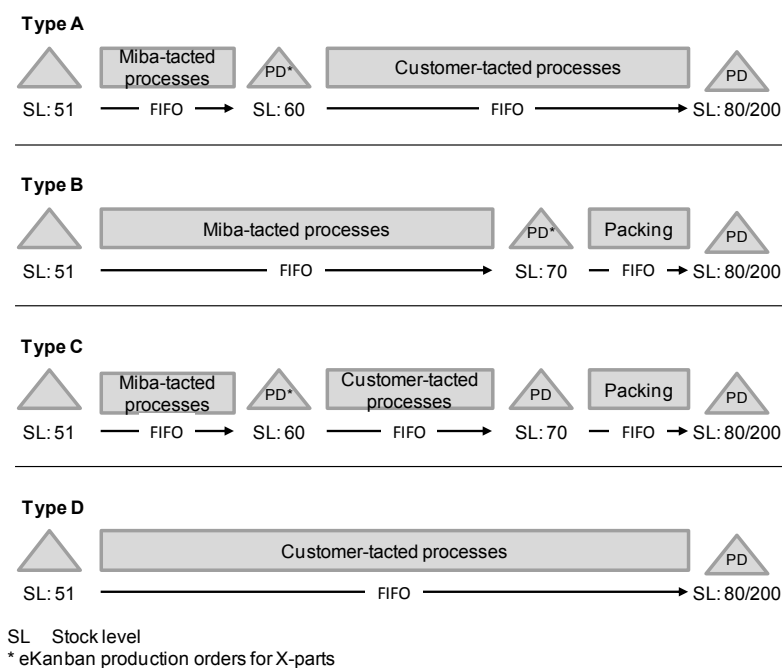 Type A
Miba-tacted
processes
PD*
Customer-tacted processes
PD
SL: 51
FIFO
SL: 60
FIFO
SL: 80/200
Type B
Miba-tacted processes
PD*
Packing
PD
SL: 51
FIFO
SL: 70
FIFO
SL: 80/200
Type C
Miba-tacted
processes
PD*
Customer-tacted
processes
PD
Packing
PD
SL: 51
FIFO
SL: 60
FIFO
SL: 70
FIFO
SL: 80/200
Type D
Customer-tacted processes
PD
SL: 51
FIFO
SL: 80/200
SL Stock level
* eKanban production orders for X-parts